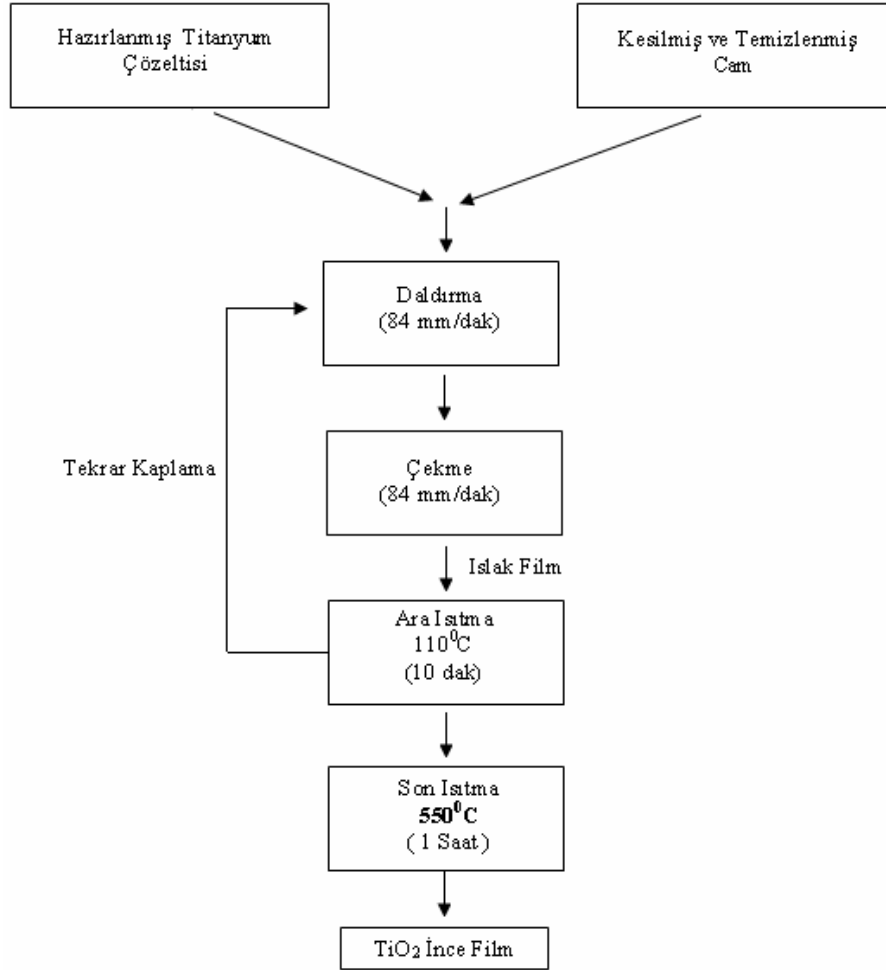 Hazırlanmış Titanyum
Çözeltisi
Kesilmiş ve Temizlenmiş
Cam
Daldırma
(84 mm/dak)
Çekme
(84 mm/dak)
Tekrar Kaplama
Islak Film
Ara Isıtma
110⁰C
(10 dak)
Son Isıtma
550⁰C
( 1 Saat )
TiO₂ İnce Film